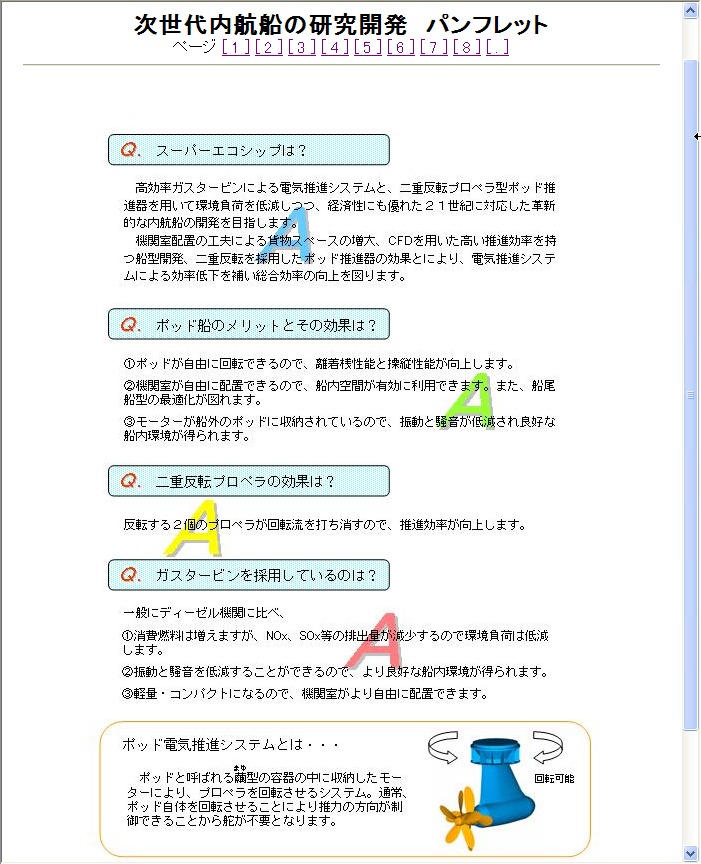 次世代内航船の研究開発　パンフレット
ページ [ 1 ] [ 2 ] [ 3 ] [ 4 ] [ 5 ] [ 6 ] [ 7 ] [ 8 ] [ . ]
Q. スーパーエコシップは？
高効率ガスタービンによる電気推進システムと、二重反転プロペラ型ポッド推
進器を用いて環境負荷を低減しつつ、経済性にも優れた２１世紀に対応した革新
的な内航船の開発を目指します。
機関室配置の工夫による貨物スペースの増大、CFDを用いた高い推進効率を持
つ船型開発、二重反転を採用したポッド推進器の効果とにより、電気推進システ
ムによる効率低下を補い総合効率の向上を図ります。
A
Q. ポッド船のメリットとその効果は？
①ポッドが自由に回転できるので、離着桟性能と操縦性能が向上します。
②機関室が自由に配置できるので、船内空間が有効に利用できます。また、船尾
船型の最適化が図れます。
③モーターが船外のポッドに収納されているので、振動と騒音が低減され良好な
船内環境が得られます。
A
Q. 二重反転プロペラの効果は？
反転する２個のプロペラが回転流を打ち消すので、推進効率が向上します。
A
Q. ガスタービンを採用しているのは？
一般にディーゼル機関に比べ、
①消費燃料は増えますが、NOx、SOx等の排出量が減少するので環境負荷は低減
します。
②振動と騒音を低減することができるので、より良好な船内環境が得られます。
③軽量・コンパクトになるので、機関室がより自由に配置できます。
A
ポッド電気推進システムとは・・・
まゆ
ポッドと呼ばれる繭型の容器の中に収納したモー
ターにより、プロペラを回転させるシステム。通常、
ポッド自体を回転させることにより推力の方向が制
御できることから舵が不要となります。
回転可能